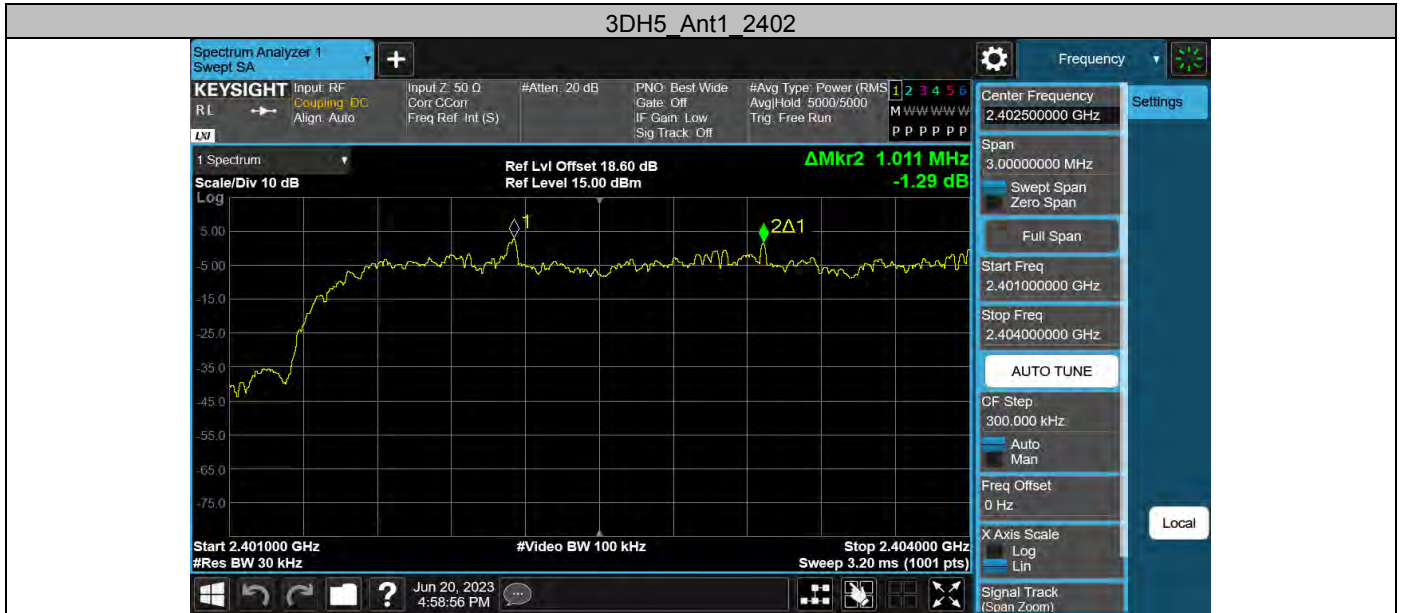 3DH5_Ant1_2402
Spectrum Analyzer 1
Swept SA
+
Frequency
KEYSIGHT
RL
LXI
Input: RF
Coupling: DC
Align: Auto
Input Z: 50 Ω
Corr CCorr
Freq Ref: Int (S)
#Atten: 20 dB
PNO: Best Wide
Gate: Off
IF Gain: Low
Sig Track: Off
#Avg Type: Power (RMS
Avg|Hold: 5000/5000
Trig: Free Run
1 2 3 4 5 6
M W W W W W
P P P P P P
1 Spectrum
Scale/Div 10 dB
Log
Ref Lvl Offset 18.60 dB
Ref Level 15.00 dBm
ΔMkr2 1.011 MHz
-1.29 dB
1
2Δ1
5.00
-5.00
-15.0
-25.0
-35.0
-45.0
-55.0
-65.0
-75.0
Start 2.401000 GHz
#Res BW 30 kHz
#Video BW 100 kHz
Stop 2.404000 GHz
Sweep 3.20 ms (1001 pts)
?
Jun 20, 2023
4:58:56 PM
Center Frequency
2.402500000 GHz
Settings
Span
3.00000000 MHz
Swept Span
Zero Span
Full Span
Start Freq
2.401000000 GHz
Stop Freq
2.404000000 GHz
AUTO TUNE
CF Step
300.000 kHz
Auto
Man
Freq Offset
0 Hz
Local
X Axis Scale
Log
Lin
Signal Track
(Span Zoom)